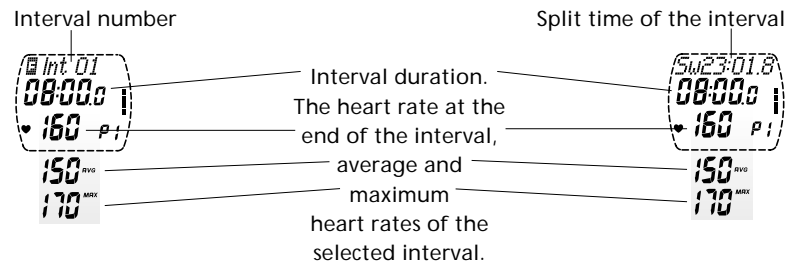 Interval number
Split time of the interval
Int 01
08:00.0
160 P1
150 AVG
170 MAX
Interval duration.
The heart rate at the
end of the interval,
average and
maximum
heart rates of the
selected interval.
Sw23:01.8
08:00.0
160 P1
150 AVG
170 MAX